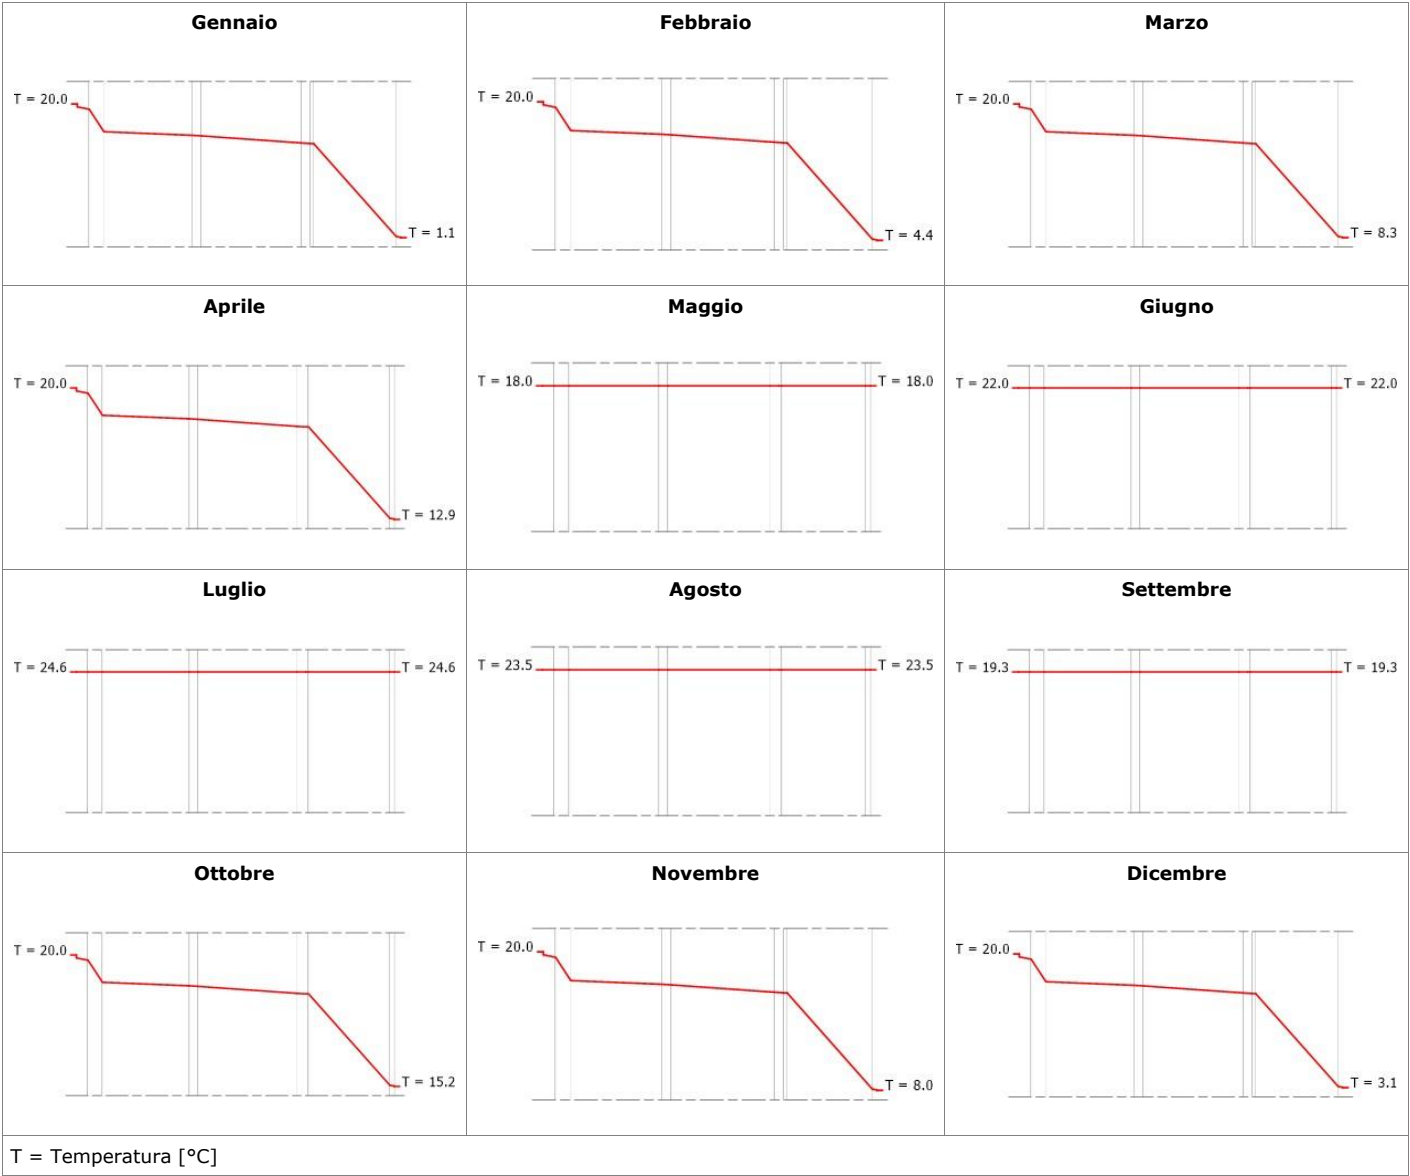 Gennaio
T = 20.0
T = 1.1
Febbraio
T = 20.0
T = 4.4
Marzo
T = 20.0
T = 8.3
Aprile
T = 20.0
T = 12.9
Maggio
T = 18.0
T = 18.0
Giugno
T = 22.0
T = 22.0
Luglio
T = 24.6
T = 24.6
Agosto
T = 23.5
T = 23.5
Settembre
T = 19.3
T = 19.3
Ottobre
T = 20.0
T = 15.2
Novembre
T = 20.0
T = 8.0
Dicembre
T = 20.0
T = 3.1
T = Temperatura [°C]